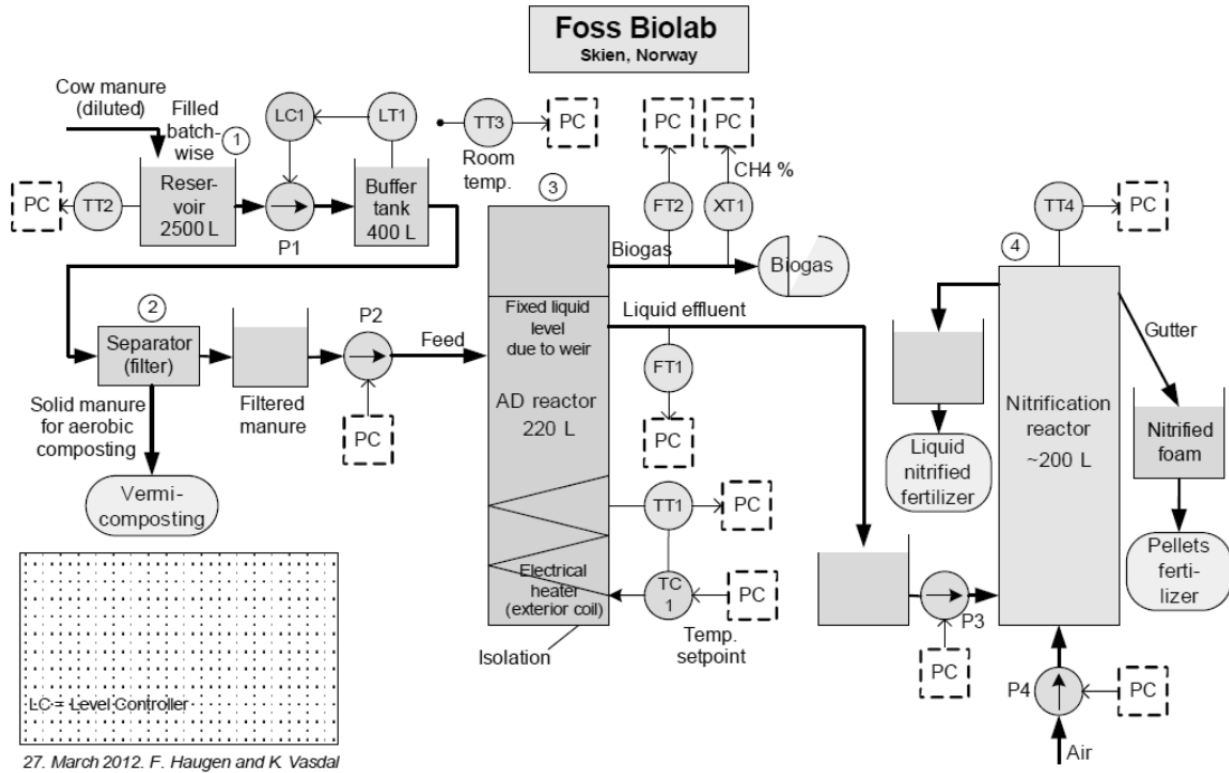 Foss Biolab
Skien, Norway
Cow manure
(diluted)
Filled
batch-
wise
1
LC1
LT1
TT3
PC
Room
temp.
PC
PC
CH4 %
PC
TT2
Reser-
voir
2500 L
P1
Buffer
tank
400 L
3
FT2
XT1
TT4
PC
Biogas
Biogas
4
2
Separator
(filter)
P2
Feed
Fixed liquid
level
due to weir
Liquid effluent
Gutter
Solid manure
for aerobic
composting
Filtered
manure
PC
AD reactor
220 L
FT1
PC
Nitrification
reactor
~200 L
Liquid
nitrified
fertilizer
Nitrified
foam
Vermi-
composting
TT1
PC
Pellets
ferti-
lizer
Electrical
heater
(exterior coil)
TC
1
PC
Temp.
setpoint
Isolation
P3
PC
P4
PC
Air
LC = Level Controller
27. March 2012. F. Haugen and K. Vasdal